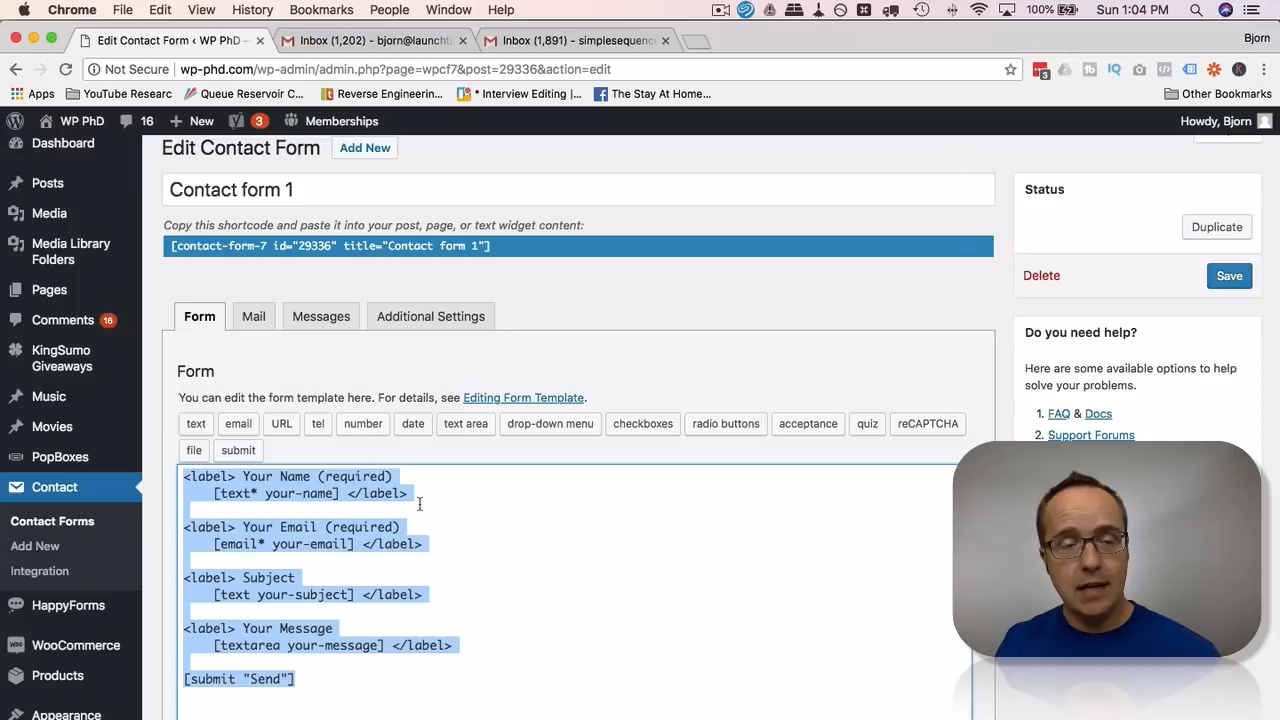 Chrome File Edit View History Bookmarks People Window Help 100% Sun 1:04 PM
Edit Contact Form ‹ WP PhD — Inbox (1,202) - bjorn@launchti Inbox (1,891) - simplesequenc Bjorn
Not Secure wp-phd.com/wp-admin/admin.php?page=wpcf7&post=29336&action=edit
Apps YouTube Researc Queue Reservoir C... Reverse Engineerin... * Interview Editing |... The Stay At Home... Other Bookmarks
WP PhD 16 New 3 Memberships Howdy, Bjorn
Dashboard
Posts
Media
Media Library
Folders
Pages
Comments 16
KingSumo
Giveaways
Music
Movies
PopBoxes
Contact
Contact Forms
Add New
Integration
HappyForms
WooCommerce
Products
Appearance
Edit Contact Form Add New
Contact form 1
Copy this shortcode and paste it into your post, page, or text widget content:
[contact-form-7 id="29336" title="Contact form 1"]
Form Mail Messages Additional Settings
Form
You can edit the form template here. For details, see Editing Form Template.
text email URL tel number date text area drop-down menu checkboxes radio buttons acceptance quiz reCAPTCHA
file submit
<label> Your Name (required)
[text* your-name] </label>
<label> Your Email (required)
[email* your-email] </label>
<label> Subject
[text your-subject] </label>
<label> Your Message
[textarea your-message] </label>
[submit "Send"]
Status
Duplicate
Delete Save
Do you need help?
Here are some available options to help
solve your problems.
1. FAQ & Docs
2. Support Forums